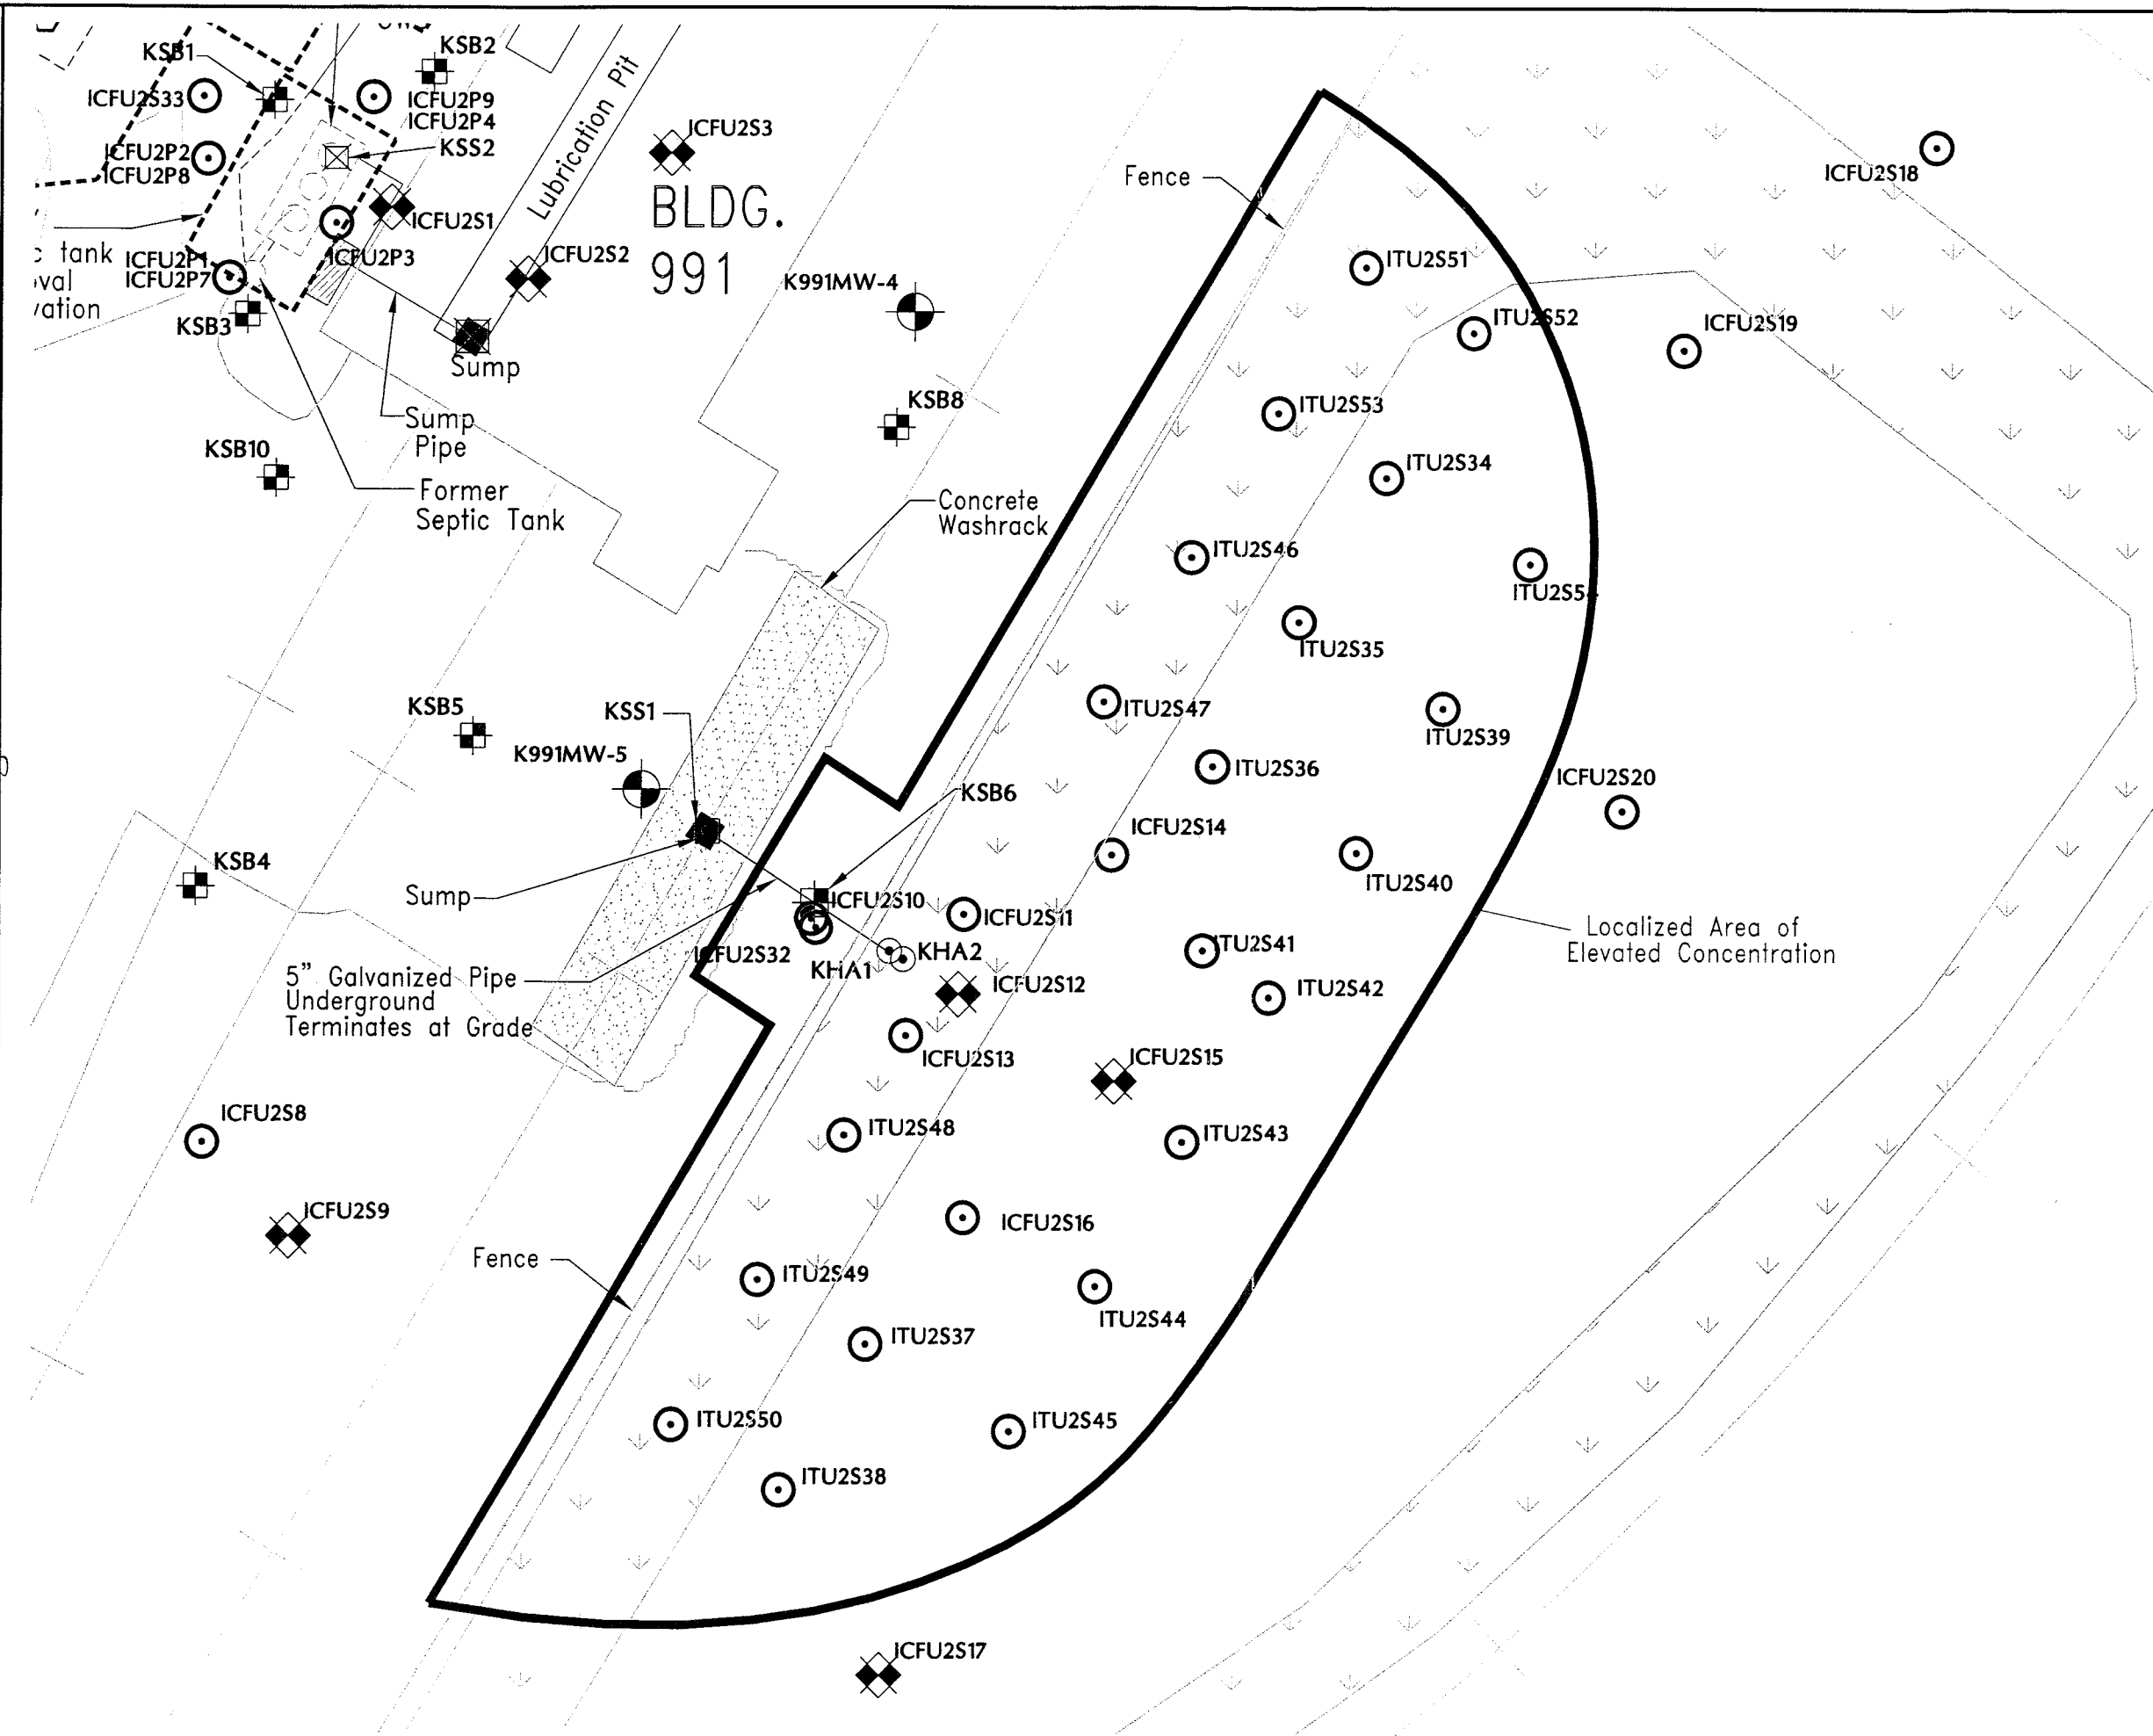 KSB1
KSB2
ICFU2S33
ICFU2P9
ICFU2P4
KSS2
ICFU2P2
ICFU2P8
ICFU2S1
ICFU2P3
ICFU2P1
ICFU2P7
KSB3
c tank
oval
vation
Lubrication Pit
ICFU2S3
BLDG.
991
ICFU2S2
Sump
K991MW-4
KSB8
Sump
Pipe
KSB10
Former
Septic Tank
Concrete
Washrack
Fence
ICFU2S18
ITU2S51
ITU2S52
ICFU2S19
ITU2S53
ITU2S34
ITU2S46
ITU2S54
ITU2S35
ITU2S47
ITU2S39
ITU2S36
ICFU2S20
KSB5
KSS1
K991MW-5
KSB6
ICFU2S14
KSB4
ITU2S40
Sump
ICFU2S10
ICFU2S11
Localized Area of
Elevated Concentration
ICFU2S32
KHA1
KHA2
ITU2S41
5" Galvanized Pipe
Underground
Terminates at Grade
ICFU2S12
ITU2S42
ICFU2S13
ICFU2S15
ICFU2S8
ITU2S48
ITU2S43
ICFU2S9
ICFU2S16
Fence
ITU2S49
ITU2S44
ITU2S37
ITU2S50
ITU2S45
ITU2S38
ICFU2S17